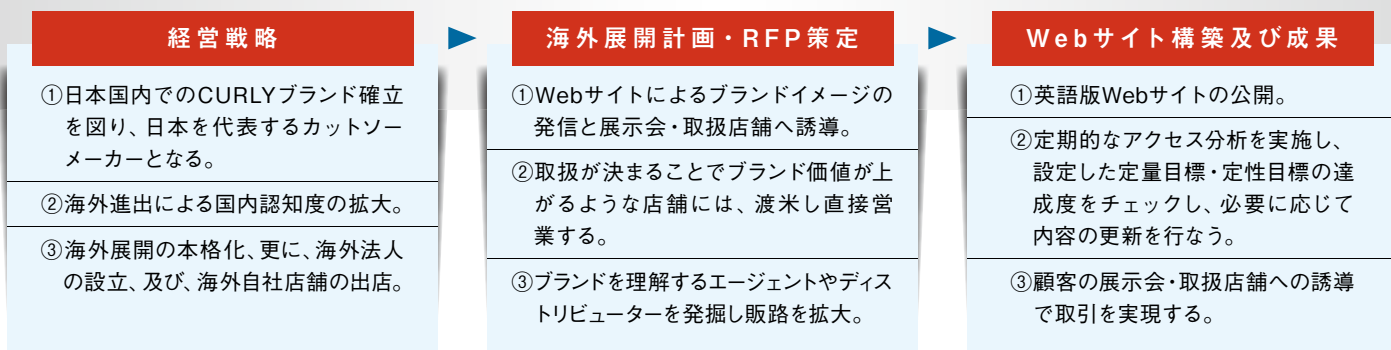 経営戦略
①日本国内でのCURLYブランド確立
を図り、日本を代表するカットソー
メーカーとなる。
②海外進出による国内認知度の拡大。
③海外展開の本格化、更に、海外法人
の設立、及び、海外自社店舗の出店。
海外展開計画・RFP策定
①Webサイトによるブランドイメージの
発信と展示会・取扱店舗へ誘導。
②取扱が決まることでブランド価値が上
がるような店舗には、渡米し直接営
業する。
③ブランドを理解するエージェントやディス
トリビューターを発掘し販路を拡大。
Webサイト構築及び成果
①英語版Webサイトの公開。
②定期的なアクセス分析を実施し、
設定した定量目標・定性目標の達
成度をチェックし、必要に応じて
内容の更新を行なう。
③顧客の展示会・取扱店舗への誘導
で取引を実現する。